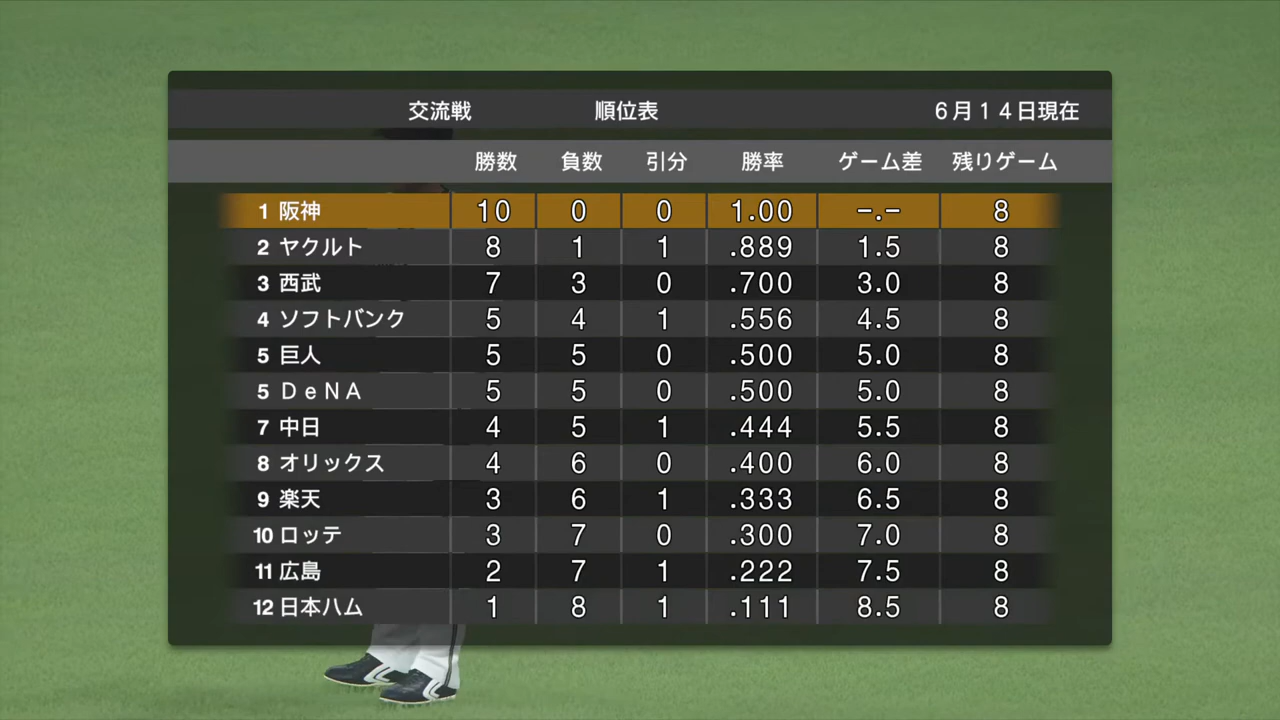 交流戦 順位表 6月14日現在
勝数 負数 引分 勝率 ゲーム差 残りゲーム
1 阪神 10 0 0 1.00 -.- 8
2 ヤクルト 8 1 1 .889 1.5 8
3 西武 7 3 0 .700 3.0 8
4 ソフトバンク 5 4 1 .556 4.5 8
5 巨人 5 5 0 .500 5.0 8
5 DeNA 5 5 0 .500 5.0 8
7 中日 4 5 1 .444 5.5 8
8 オリックス 4 6 0 .400 6.0 8
9 楽天 3 6 1 .333 6.5 8
10 ロッテ 3 7 0 .300 7.0 8
11 広島 2 7 1 .222 7.5 8
12 日本ハム 1 8 1 .111 8.5 8